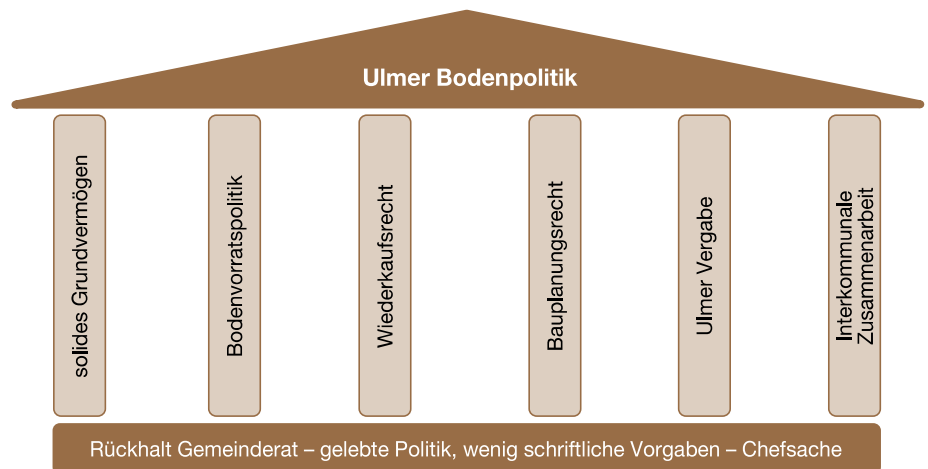 Ulmer Bodenpolitik
solides Grundvermögen
Bodenvorratspolitik
Wiederkaufsrecht
Bauplanungsrecht
Ulmer Vergabe
Interkommunale
Zusammenarbeit
Rückhalt Gemeinderat – gelebte Politik, wenig schriftliche Vorgaben – Chefsache